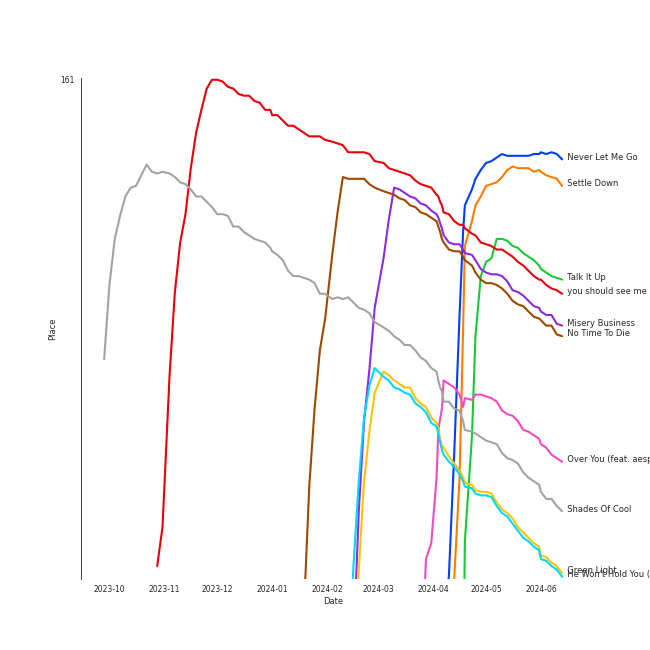 161
Never Let Me Go
Settle Down
Talk It Up
you should see me
Misery Business
No Time To Die
Place
Over You (feat. aesp
Shades Of Cool
Green Light
He Won't Hold You (
2023-10 2023-11 2023-12 2024-01 2024-02 2024-03 2024-04 2024-05 2024-06
Date